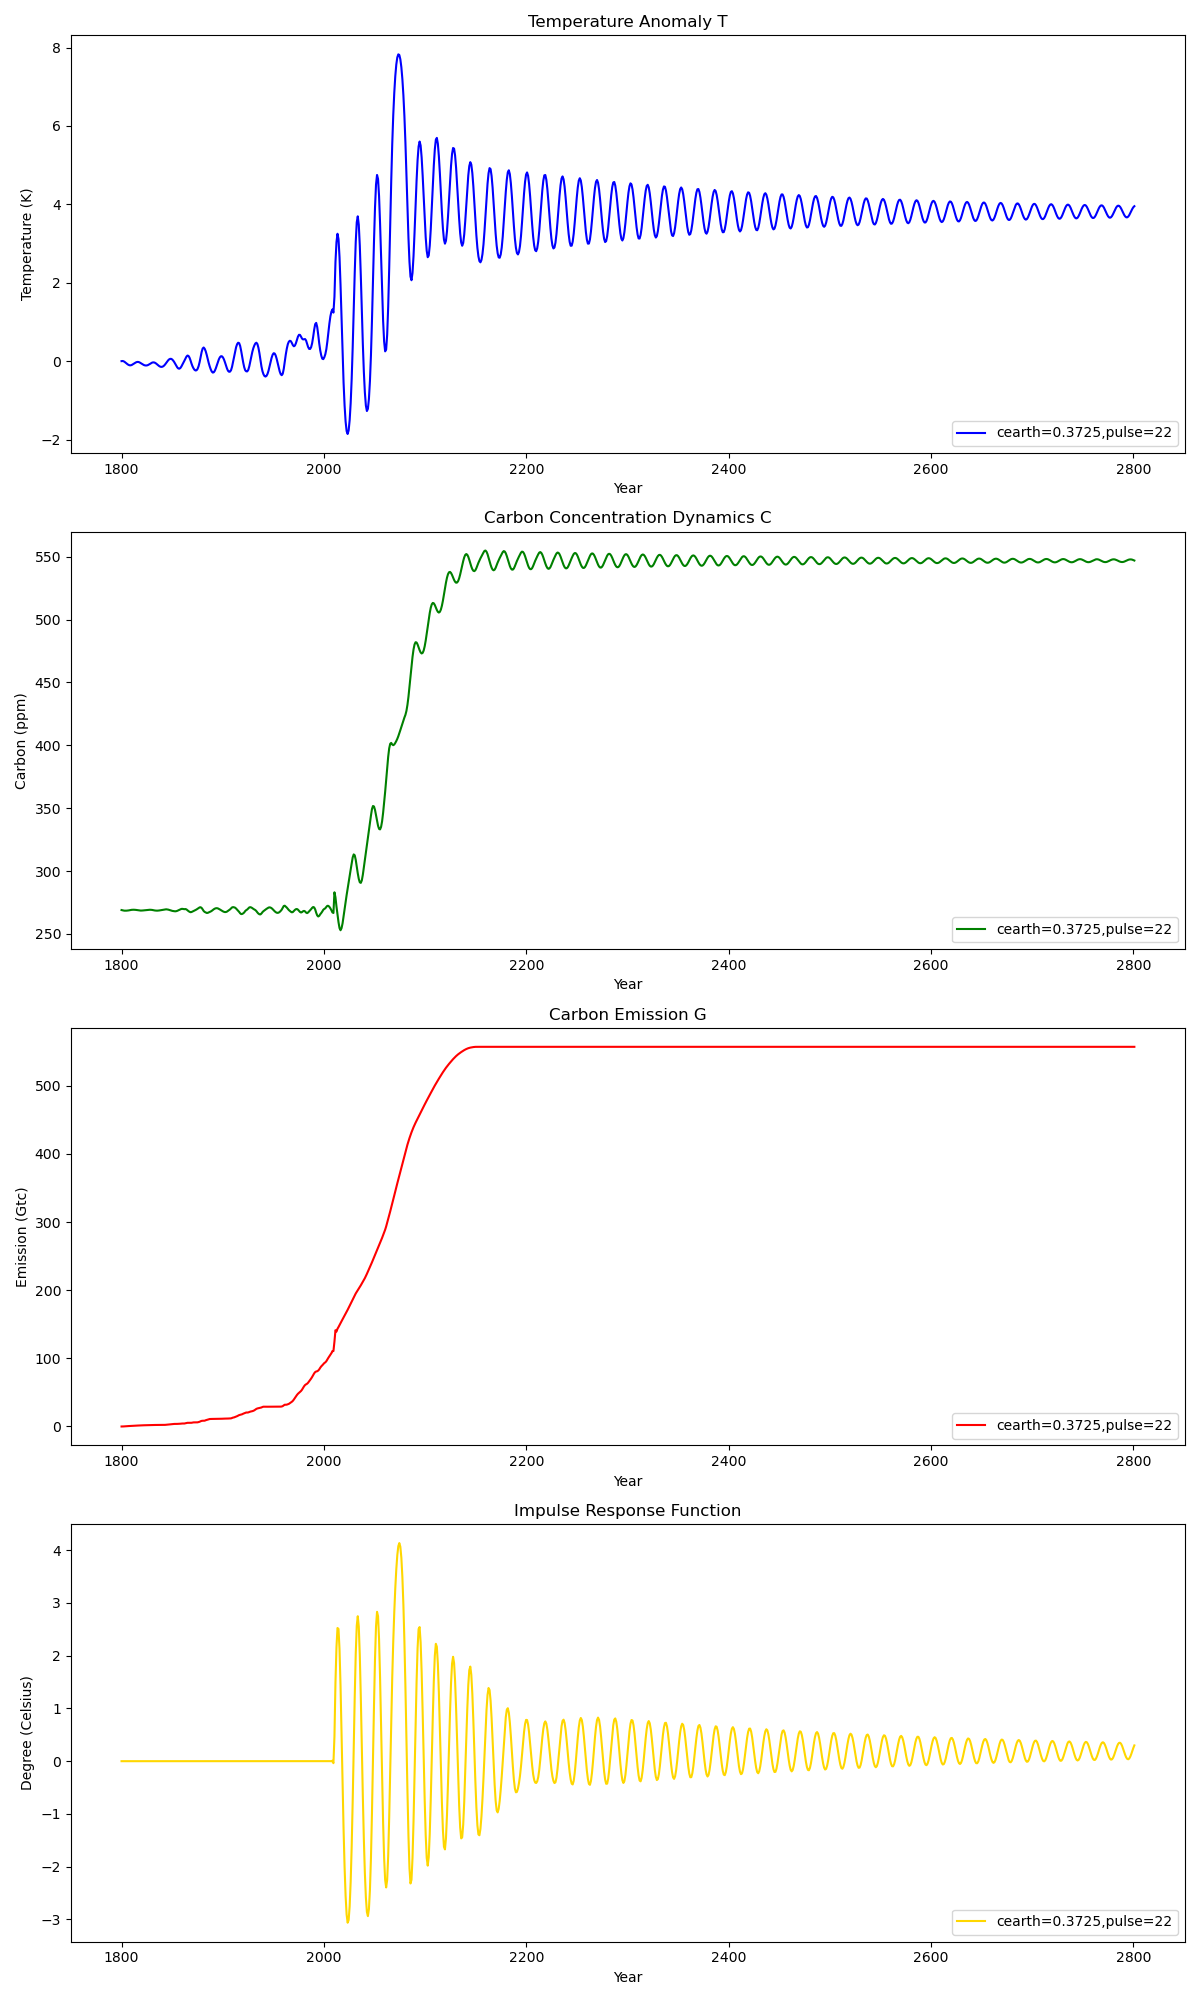 Temperature Anomaly T
8
6
4
2
0
−2
Temperature (K)
cearth=0.3725,pulse=22
1800 2000 2200 2400 2600 2800
Year
Carbon Concentration Dynamics C
550
500
450
400
350
300
250
Carbon (ppm)
cearth=0.3725,pulse=22
1800 2000 2200 2400 2600 2800
Year
Carbon Emission G
500
400
300
200
100
0
Emission (Gtc)
cearth=0.3725,pulse=22
1800 2000 2200 2400 2600 2800
Year
Impulse Response Function
4
3
2
1
0
−1
−2
−3
Degree (Celsius)
cearth=0.3725,pulse=22
1800 2000 2200 2400 2600 2800
Year